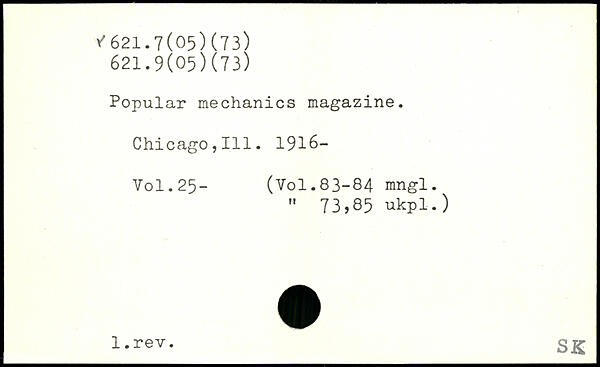 √621.7(05)(73)
621.9(05)(73)
Popular mechanics magazine.
Chicago,Ill. 1916-
Vol.25- (Vol.83-84 mngl.
" 73,85 ukpl.)
1.rev.
SK